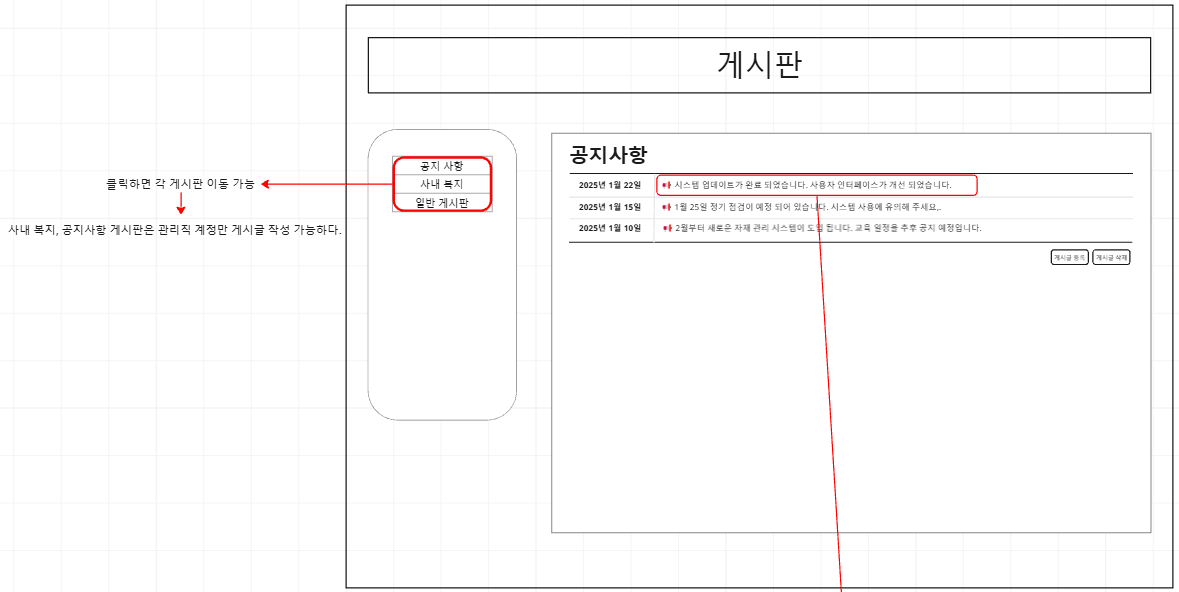 게시판
공지 사항
사내 복지
일반 게시판
클릭하면 각 게시판 이동 가능
사내 복지, 공지사항 게시판은 관리직 계정만 게시글 작성 가능하다.
공지사항
2025년 1월 22일 시스템 업데이트가 완료 되었습니다. 사용자 인터페이스가 개선 되었습니다.
2025년 1월 15일 1월 25일 정기 점검이 예정 되어 있습니다. 시스템 사용에 유의해 주세요,.
2025년 1월 10일 2월부터 새로운 자재 관리 시스템이 도입 됩니다. 교육 일정을 추후 공지 예정입니다.
게시글 등록 게시글 삭제